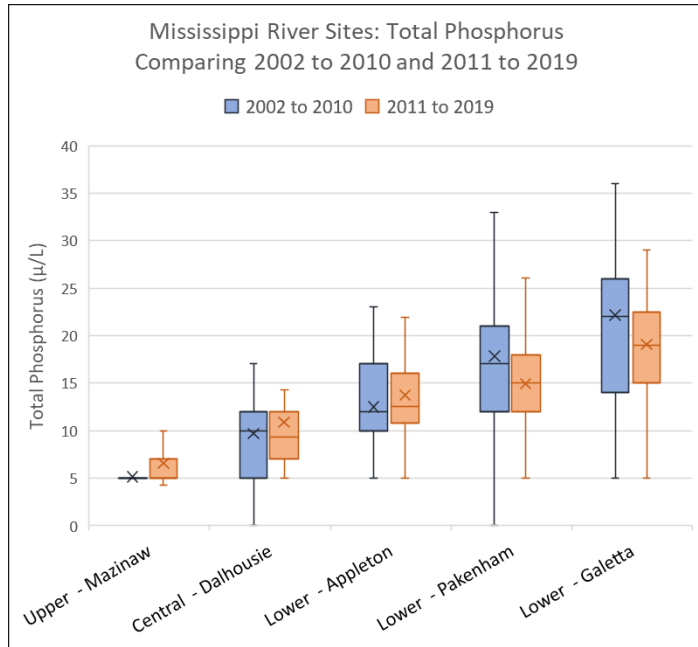 Mississippi River Sites: Total Phosphorus
Comparing 2002 to 2010 and 2011 to 2019
2002 to 2010 2011 to 2019
Total Phosphorus (µ/L)
40
35
30
25
20
15
10
5
0
Upper - Mazinaw
Central - Dalhousie
Lower - Appleton
Lower - Pakenham
Lower - Galetta